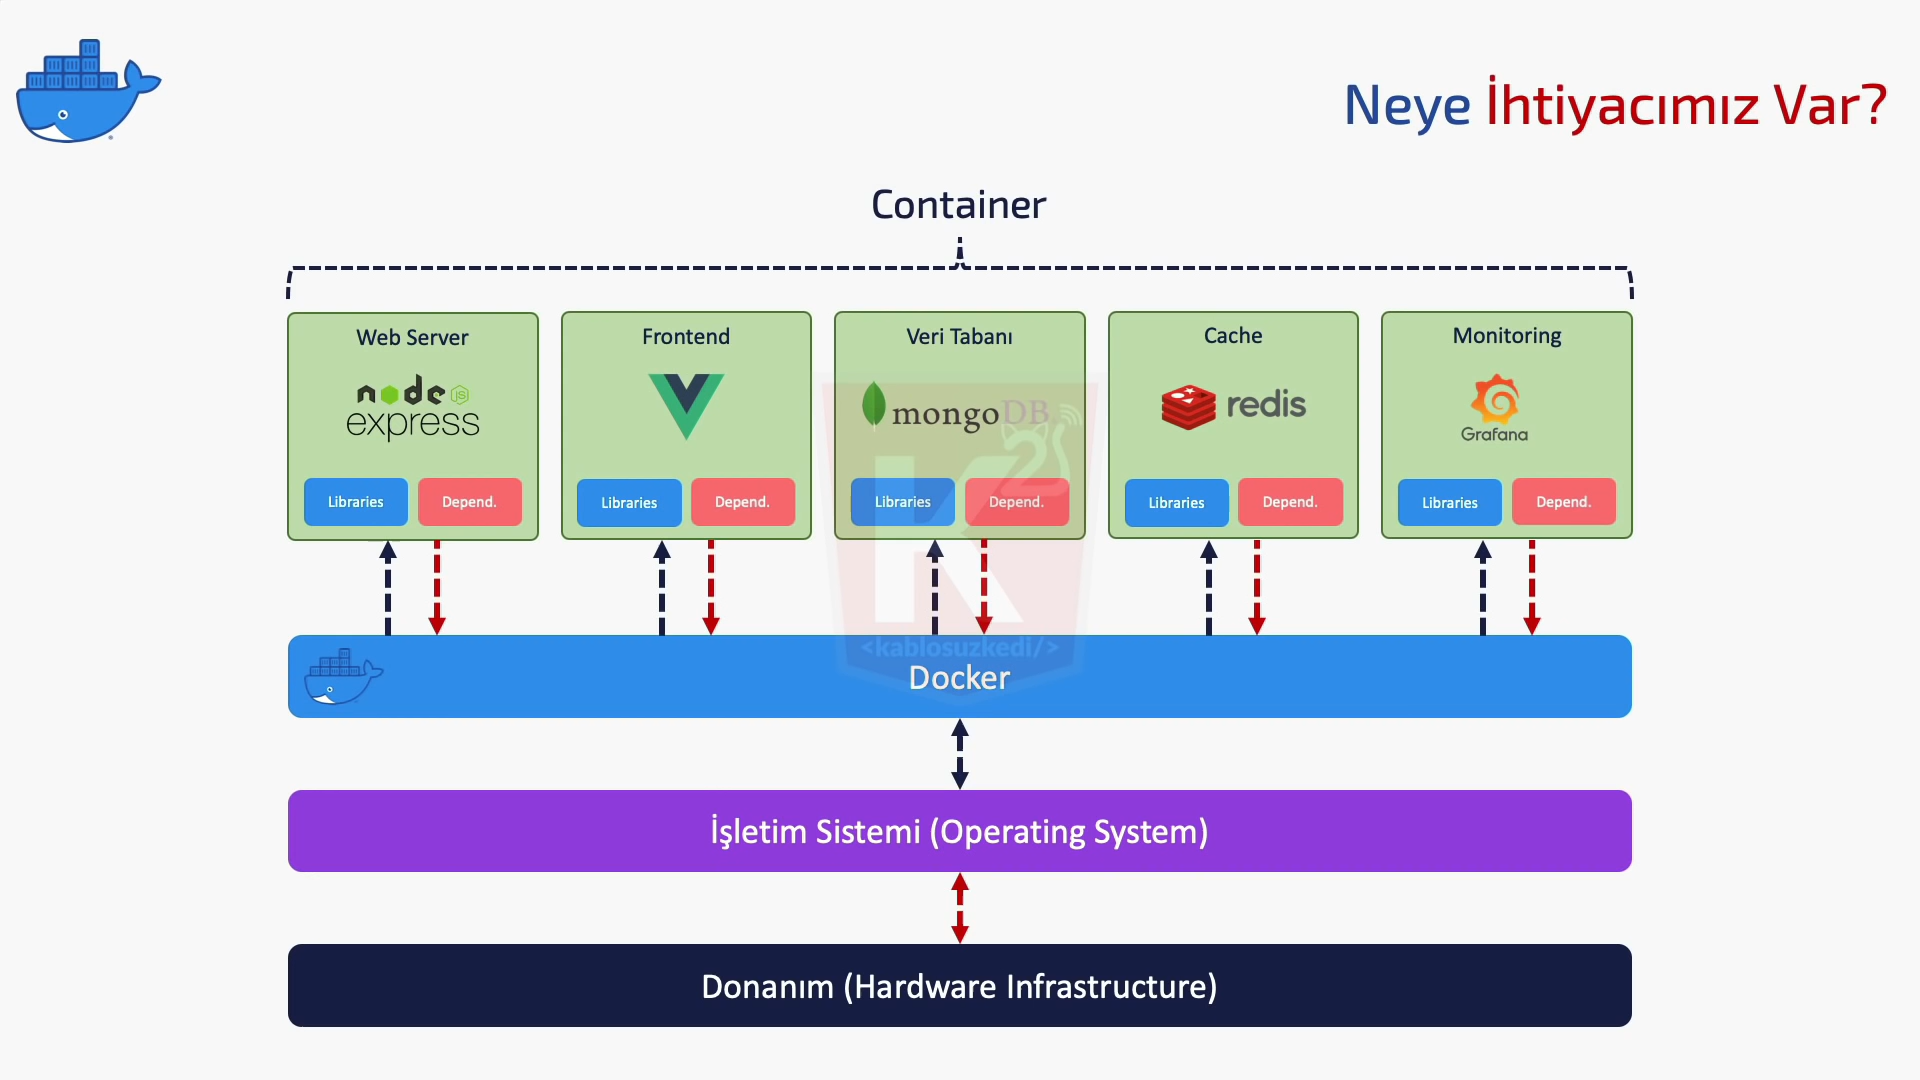 Neye İhtiyacımız Var?
Container
Web Server
Frontend
Veri Tabanı
Cache
Monitoring
node JS
express
mongoDB
redis
Grafana
Libraries
Depend.
Libraries
Depend.
Libraries
Depend.
Libraries
Depend.
Libraries
Depend.
K
<kablosuzkedi/>
Docker
İşletim Sistemi (Operating System)
Donanım (Hardware Infrastructure)